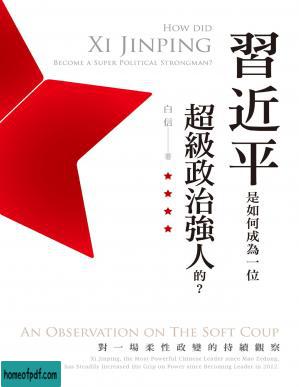 HOW DID
XI JINPING
BECOME A SUPER POLITICAL STRONGMAN?
習近平
是如何成為一位
超級政治強人的？
白信 著
AN OBSERVATION ON THE SOFT COUP
對一場柔性政變的持續觀察
Xi Jinping, the Most Powerful Chinese Leader since Mao Zedong,
has Steadily Increased his Grip on Power since Becoming Leader in 2012.
homeofpdf.com